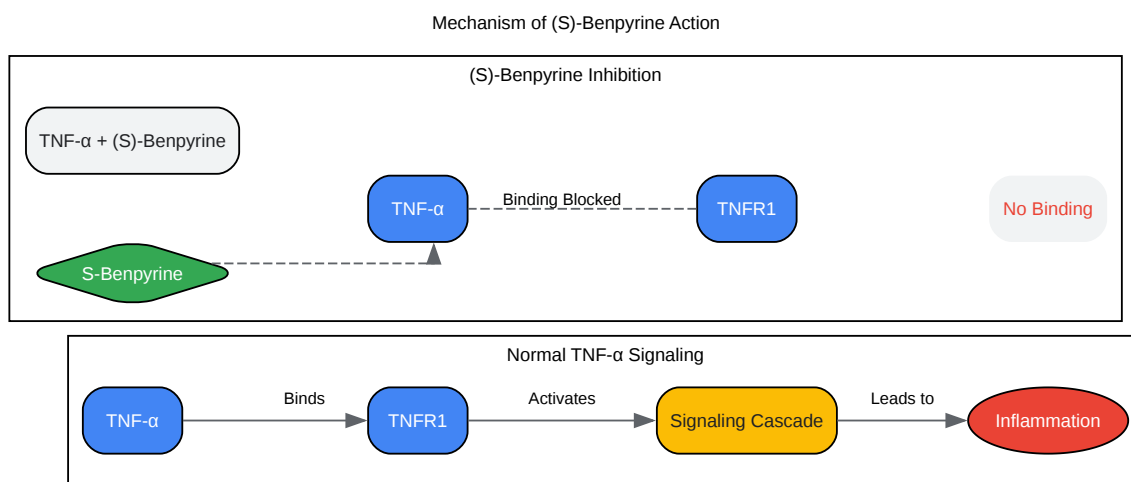 Mechanism of (S)-Benpyrine Action
(S)-Benpyrine Inhibition
TNF-α + (S)-Benpyrine
TNF-α
Binding Blocked
TNFR1
No Binding
S-Benpyrine
Normal TNF-α Signaling
TNF-α
Binds
TNFR1
Activates
Signaling Cascade
Leads to
Inflammation